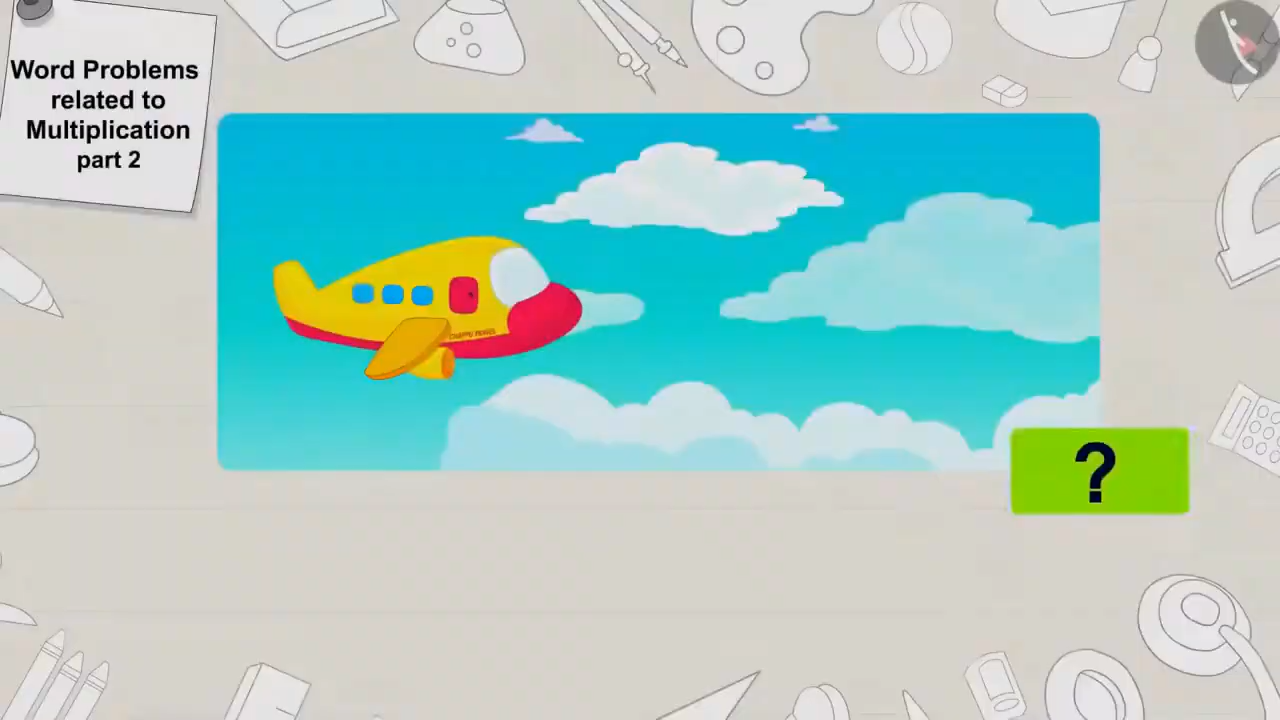 Word Problems
related to
Multiplication
part 2
?